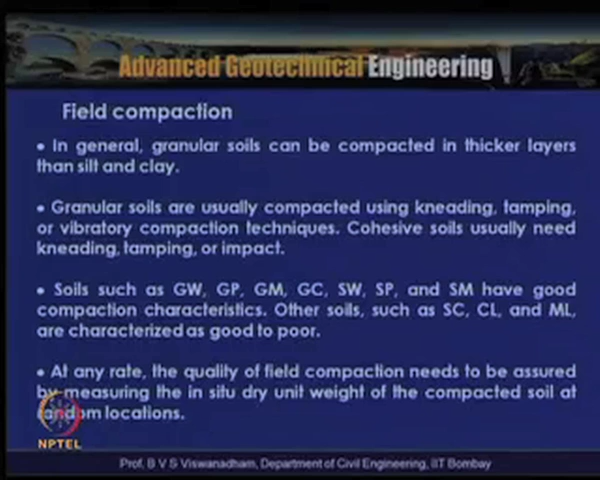 Advanced Geotechnical Engineering
Field compaction
• In general, granular soils can be compacted in thicker layers
than silt and clay.
• Granular soils are usually compacted using kneading, tamping,
or vibratory compaction techniques. Cohesive soils usually need
kneading, tamping, or impact.
• Soils such as GW, GP, GM, GC, SW, SP, and SM have good
compaction characteristics. Other soils, such as SC, CL, and ML,
are characterized as good to poor.
• At any rate, the quality of field compaction needs to be assured
by measuring the in situ dry unit weight of the compacted soil at
random locations.
NPTEL
Prof. B V S Viswanadham, Department of Civil Engineering, IIT Bombay